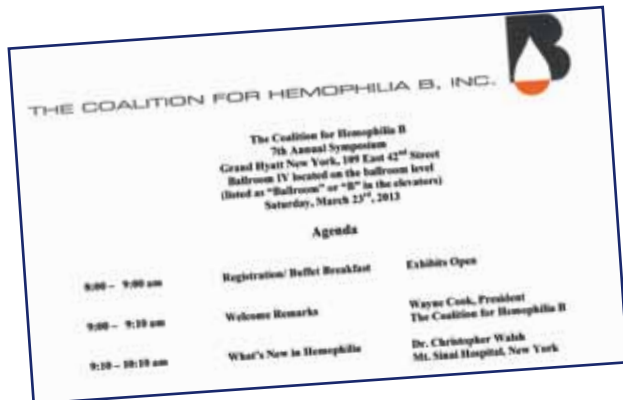 THE COALITION FOR HEMOPHILIA B, INC.
B
The Coalition for Hemophilia B
7th Annual Symposium
Grand Hyatt New York, 109 East 42nd Street
Ballroom IV located on the ballroom level
(listed as "Ballroom" or "B" in the elevators)
Saturday, March 23rd, 2013
Agenda
8:00 – 9:00 am Registration/ Buffet Breakfast Exhibits Open
9:00 – 9:10 am Welcome Remarks Wayne Cook, President
The Coalition for Hemophilia B
9:10 – 10:10 am What's New in Hemophilia Dr. Christopher Walsh
Mt. Sinai Hospital, New York